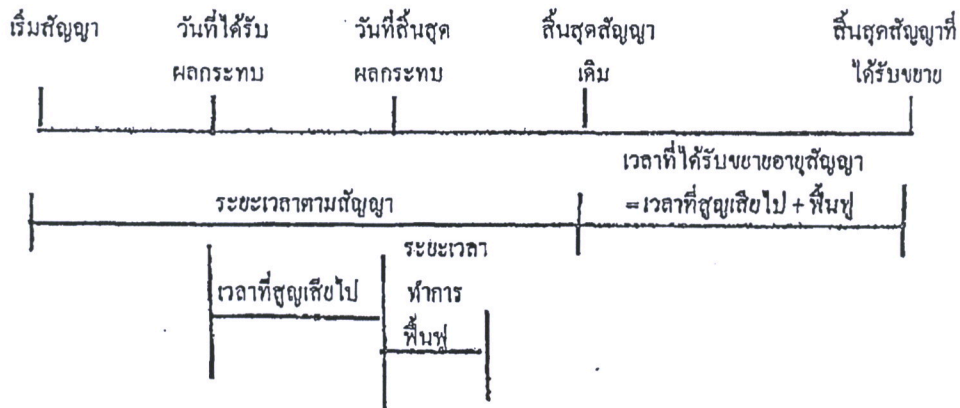 เริ่มสัญญา วันที่ได้รับ วันที่สิ้นสุด สิ้นสุดสัญญา สิ้นสุดสัญญาที่
ผลกระทบ ผลกระทบ เดิม ได้รับขยาย
เวลาที่ได้รับขยายอายุสัญญา
ระยะเวลาตามสัญญา =เวลาที่สูญเสียไป + ฟื้นฟู
ระยะเวลา
เวลาที่สูญเสียไป ทำการ
ฟื้นฟู